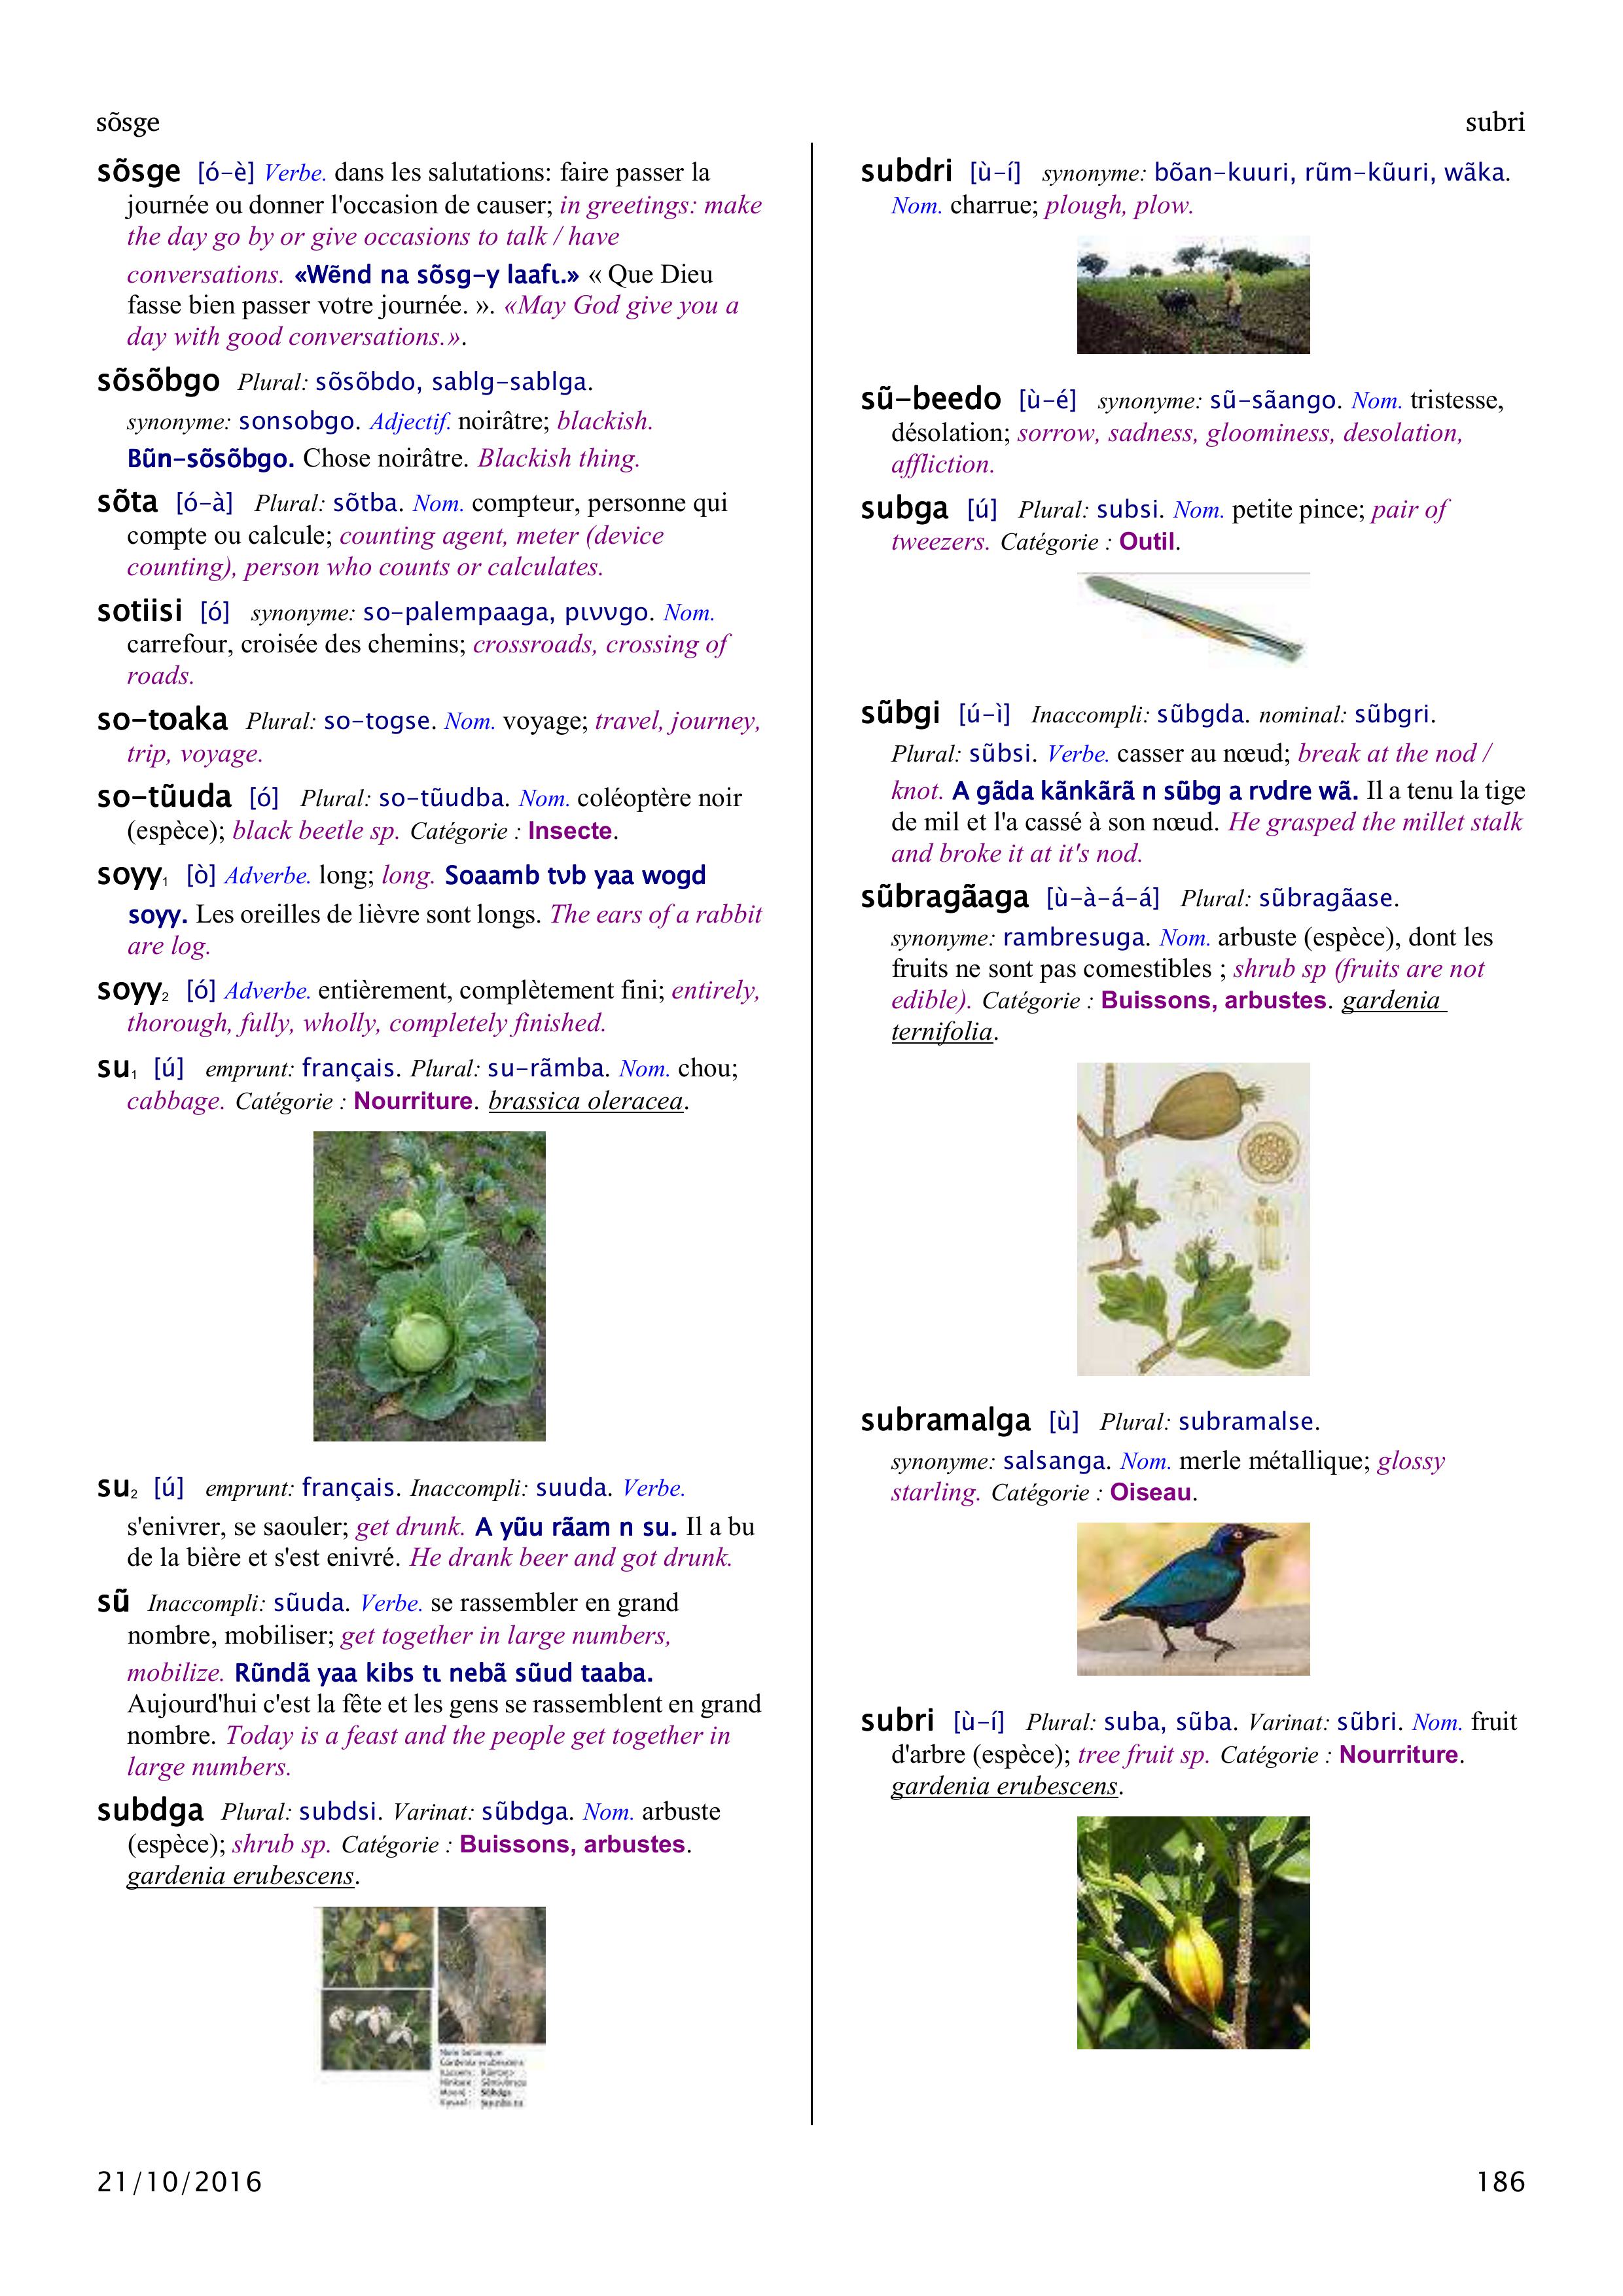 sõsge
subri
sõsge [ó-è] Verbe. dans les salutations: faire passer la
journée ou donner l'occasion de causer; in greetings: make
the day go by or give occasions to talk / have
conversations. «Wẽnd na sõsg-y laafɩ.» « Que Dieu
fasse bien passer votre journée. ». «May God give you a
day with good conversations.».
sõsõbgo Plural: sõsõbdo, sablg-sablga.
synonyme: sonsobgo. Adjectif. noirâtre; blackish.
Bũn-sõsõbgo. Chose noirâtre. Blackish thing.
sõta [ó-à] Plural: sõtba. Nom. compteur, personne qui
compte ou calcule; counting agent, meter (device
counting), person who counts or calculates.
sotiisi [ó] synonyme: so-palempaaga, pɩʋʋgo. Nom.
carrefour, croisée des chemins; crossroads, crossing of
roads.
so-toaka Plural: so-togse. Nom. voyage; travel, journey,
trip, voyage.
so-tũuda [ó] Plural: so-tũudba. Nom. coléoptère noir
(espèce); black beetle sp. Catégorie : Insecte.
soyy₁ [ò] Adverbe. long; long. Soaamb tʋb yaa wogd
soyy. Les oreilles de lièvre sont longs. The ears of a rabbit
are log.
soyy₂ [ó] Adverbe. entièrement, complètement fini; entirely,
thorough, fully, wholly, completely finished.
su₁ [ú] emprunt: français. Plural: su-rãmba. Nom. chou;
cabbage. Catégorie : Nourriture. brassica oleracea.
su₂ [ú] emprunt: français. Inaccompli: suuda. Verbe.
s'enivrer, se saouler; get drunk. A yũu rãam n su. Il a bu
de la bière et s'est enivré. He drank beer and got drunk.
sũ Inaccompli: sũuda. Verbe. se rassembler en grand
nombre, mobiliser; get together in large numbers,
mobilize. Rũndã yaa kibs tɩ nebã sũud taaba.
Aujourd'hui c'est la fête et les gens se rassemblent en grand
nombre. Today is a feast and the people get together in
large numbers.
subdga Plural: subdsi. Varinat: sũbdga. Nom. arbuste
(espèce); shrub sp. Catégorie : Buissons, arbustes.
gardenia erubescens.
subdri [ù-í] synonyme: bõan-kuuri, rũm-kũuri, wãka.
Nom. charrue; plough, plow.
sũ-beedo [ù-é] synonyme: sũ-sãango. Nom. tristesse,
désolation; sorrow, sadness, gloominess, desolation,
affliction.
subga [ú] Plural: subsi. Nom. petite pince; pair of
tweezers. Catégorie : Outil.
sũbgi [ú-ì] Inaccompli: sũbgda. nominal: sũbgri.
Plural: sũbsi. Verbe. casser au nœud; break at the nod /
knot. A gãda kãnkãrã n sũbg a rʋdre wã. Il a tenu la tige
de mil et l'a cassé à son nœud. He grasped the millet stalk
and broke it at it's nod.
sũbragãaga [ù-à-á-á] Plural: sũbragãase.
synonyme: rambresuga. Nom. arbuste (espèce), dont les
fruits ne sont pas comestibles ; shrub sp (fruits are not
edible). Catégorie : Buissons, arbustes. gardenia
ternifolia.
subramalga [ù] Plural: subramalse.
synonyme: salsanga. Nom. merle métallique; glossy
starling. Catégorie : Oiseau.
subri [ù-í] Plural: suba, sũba. Varinat: sũbri. Nom. fruit
d'arbre (espèce); tree fruit sp. Catégorie : Nourriture.
gardenia erubescens.
21/10/2016
186